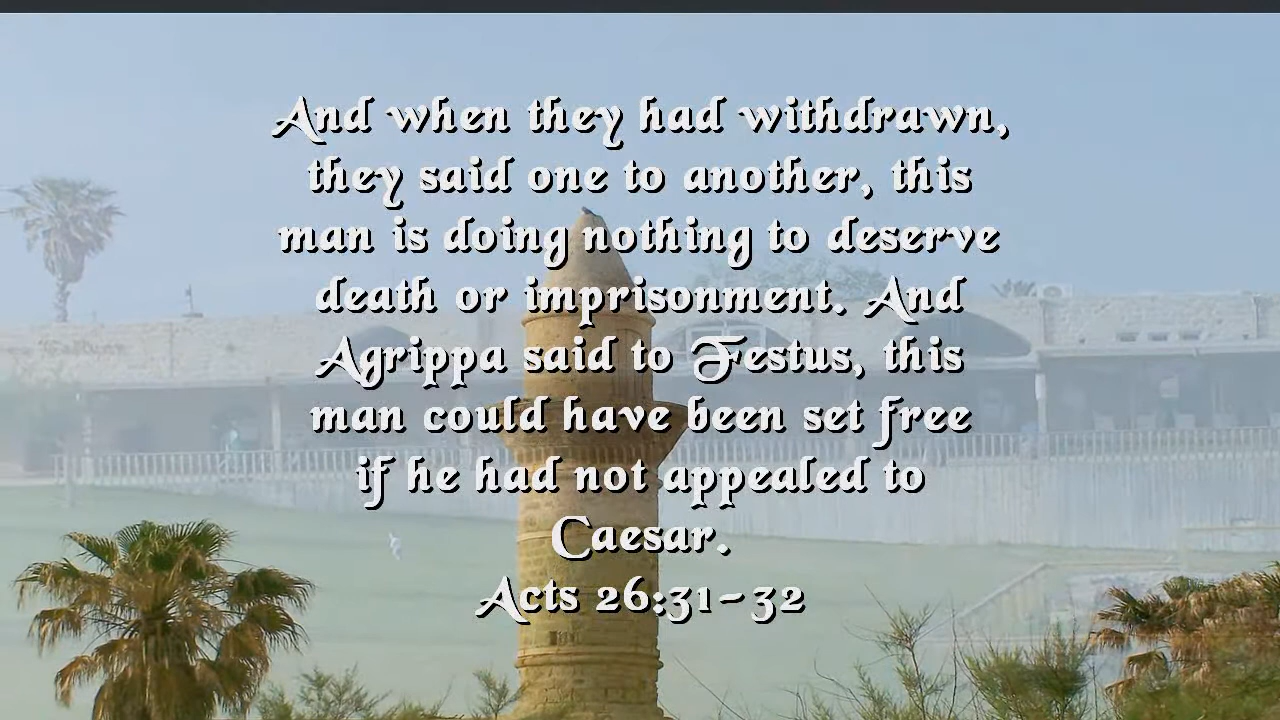 And when they had withdrawn,
they said one to another, this
man is doing nothing to deserve
death or imprisonment. And
Agrippa said to Festus, this
man could have been set free
if he had not appealed to
Caesar.
Acts 26:31-32